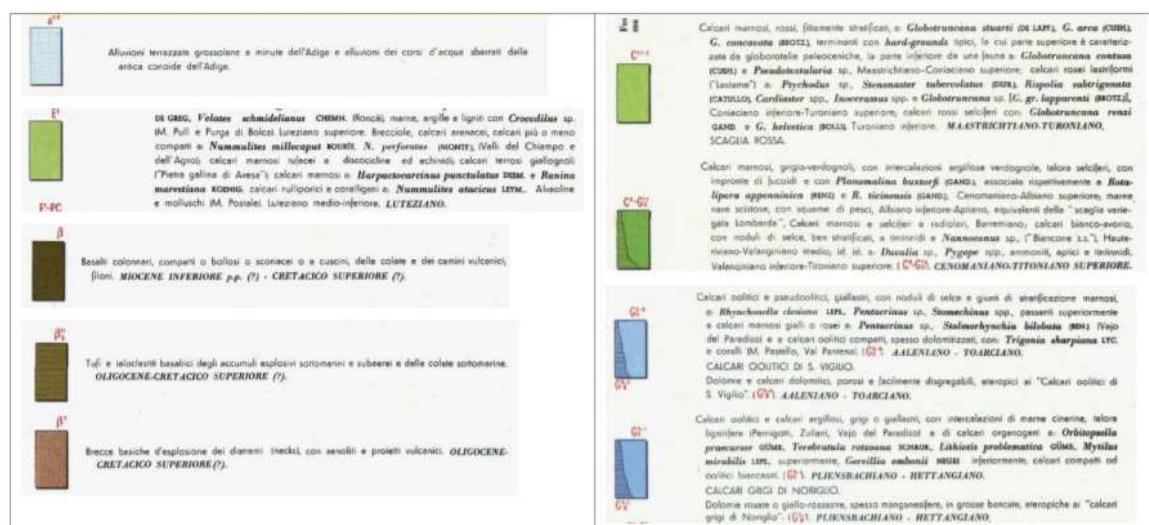 Alluvioni terrazzate grossolane e minute dell'Adige e alluvioni dei corsi d'acqua sbarrati dalla
antica conoide dell'Adige.
DE GREG., Velates schmidelianus CHEMN. (Roncà); marne, argille e ligniti con Crocodilus sp.
(M. Pulli e Purga di Bolca). Luteziano superiore. Brecciole, calcari arenacei, calcari più o meno
compatti a: Nummulites millecaput BOUBÉE, N. perforatus (MONTF.), (Valli del Chiampo e
dell'Agno); calcari marnosi rufacei a discocicline ed echinidi; calcari terrosi giallognoli
("Pietra gallina di Avesa"); calcari marnosi a: Harpactocarcinus punctulatus DESM. e Ranina
marestiana KOENIG, calcari nulliporici e coralligeni a: Nummulites atacicus LEYM., Alveoline
e molluschi (M. Postale). Luteziano medio-inferiore. LUTEZIANO.
β
Basalti colonnari, compatti o bollosi o scoriacei o a cuscini, delle colate e dei camini vulcanici,
filoni. MIOCENE INFERIORE p.p. (?) - CRETACICO SUPERIORE (?).
Tufi e ialoclastiti basaltici degli accumuli esplosivi sottomarini e subaerei e delle colate sottomarine.
OLIGOCENE-CRETACICO SUPERIORE (?).
Brecce basiche d'esplosione dei diatremi (necks), con xenoliti e proietti vulcanici. OLIGOCENE-
CRETACICO SUPERIORE(?).
Calcari marnosi, rossi, fittamente stratificati, a: Globotruncana stuarti (DE LAPP.), G. arca (CUSH.),
G. concavata (BROTZ.), terminanti con hard-grounds tipici, la cui parte superiore è caratteriz-
zata da globorotalie paleoceniche, la parte inferiore da una fauna a: Globotruncana contusa
(CUSH.) e Pseudotextularia sp., Maastrichtiano-Coniaciano superiore; calcari rosei lastriformi
("Lastame") a: Ptychodus sp., Stenonaster tuberculatus (DEFR.), Rispolia subtrigonata
(CATULLO), Cardiaster spp., Inoceramus spp. e Globotruncana sp. [G. gr. lapparenti (BROTZ.)],
Coniaciano inferiore-Turoniano superiore; calcari rossi selciferi con: Globotruncana renzi
GAND. e G. helvetica (BOLLI), Turoniano inferiore. MAASTRICHTIANO-TURONIANO.
SCAGLIA ROSSA.
Calcari marnosi, grigio-verdognoli, con intercalazioni argillose verdognole, talora selciferi, con
impronte di fucoidi e con Planomalina buxtorfi (GAND.), associata rispettivamente a Rota-
lipora appenninica (RENZ) e R. ticinensis (GAND.), Cenomaniano-Albiano superiore; marne
nere scistose, con squame di pesci, Albiano inferiore-Aptiano, equivalenti della "scaglia varie-
gata Lombarda". Calcari marnosi e selciferi a radiolari, Barremiano; calcari bianco-avorio,
con noduli di selce, ben stratificati, a tintinnidi e Nannoconus sp., ("Biancone s.s."), Haute-
riviano-Valanginiano medio; id. id. a: Duvalia sp., Pygope spp., ammoniti, aptici e tintinnidi,
Valanginiano inferiore-Titoniano superiore. CENOMANIANO-TITONIANO SUPERIORE.
Calcari oolitici e pseudoolitici, giallastri, con noduli di selce e giunti di stratificazione marnosi,
a: Rhynchonella clesiana LEPS., Pentacrinus sp., Stomechinus spp., passanti superiormente
a calcari marnosi gialli o rosei a: Pentacrinus sp., Stolmorhynchia bilobata (BEN.) (Vajo
del Paradiso) e a calcari oolitici compatti, spesso dolomitizzati, con: Trigonia sharpiana LYC.
e coralli (M. Pastello, Val Pantena). AALENIANO - TOARCIANO.
CALCARI OOLITICI DI S. VIGILIO.
Dolomie e calcari dolomitici, porosi e facilmente disgregabili, eteropici ai "Calcari oolitici di
S. Vigilio". AALENIANO - TOARCIANO.
Calcari oolitici e calcari argillosi, grigi o giallastri, con intercalazioni di marne cinerine, talora
lignitifere (Pernigoti, Zuliani, Vajo del Paradiso) e di calcari organogeni a: Orbitopsella
praecursor GÜMB., Terebratula rotzoana SCHAUR., Lithiotis problematica GÜMB., Mytilus
mirabilis LEPS., superiormente, Gervillia ombonii NEGRI inferiormente; calcari compatti od
oolitici biancastri. PLIENSBACHIANO - HETTANGIANO.
CALCARI GRIGI DI NORIGLIO.
Dolomie rosate o giallo-rossastre, spesso manganesifere, in grosse bancate, eteropiche ai "calcari
grigi di Noriglio". PLIENSBACHIANO - HETTANGIANO.